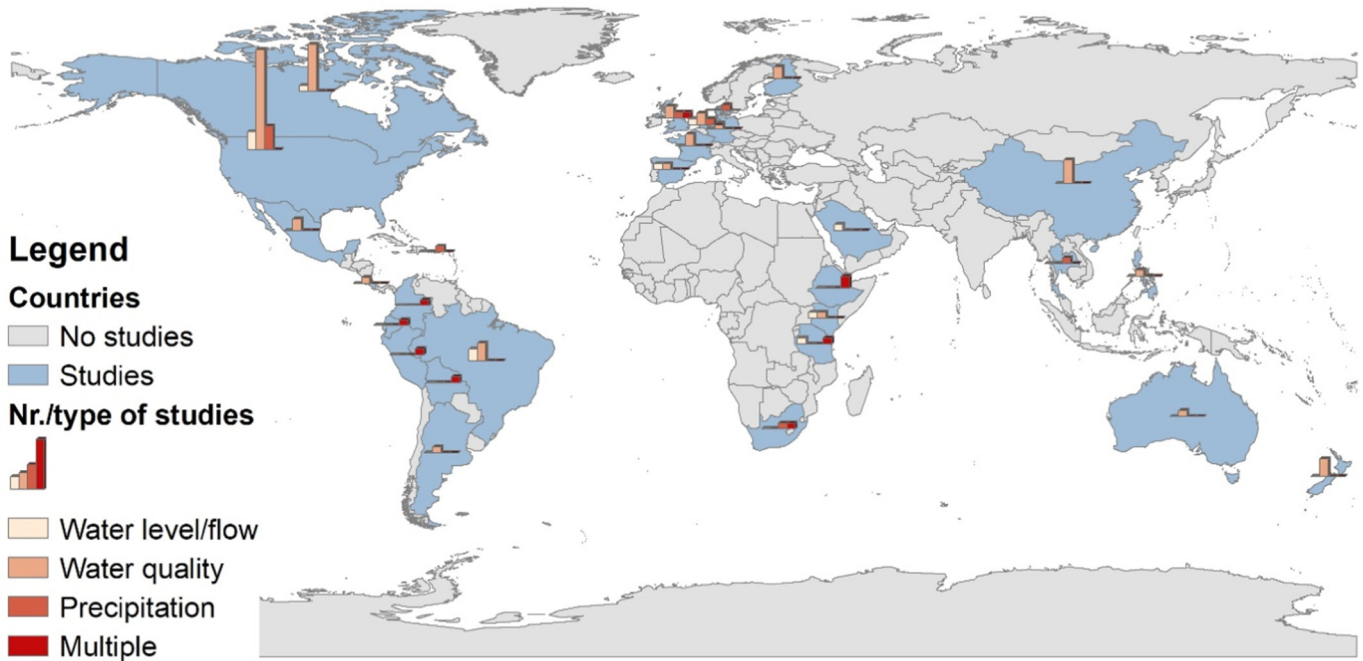 Legend
Countries
No studies
Studies
Nr./type of studies
Water level/flow
Water quality
Precipitation
Multiple